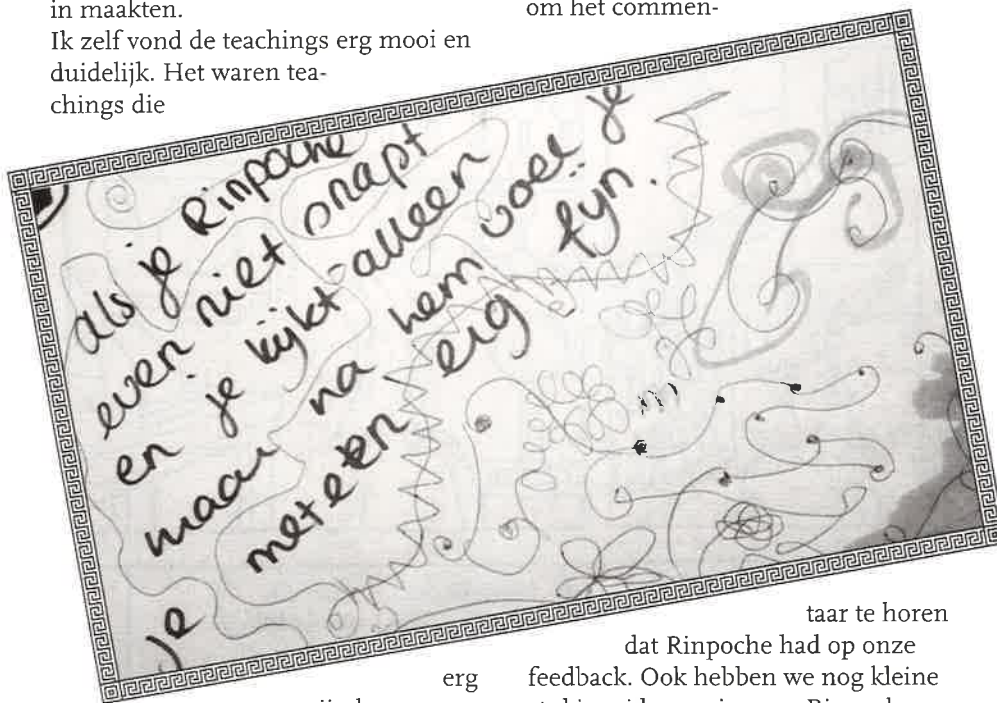 in maakten.
Ik zelf vond de teachings erg mooi en
duidelijk. Het waren tea-
chings die
om het commen-
als je Rinpoche
even niet snapt
en je kijkt alleen
maar na hem voel je
meteen erg fijn.
je
erg
taar te horen
dat Rinpoche had op onze
feedback. Ook hebben we nog kleine